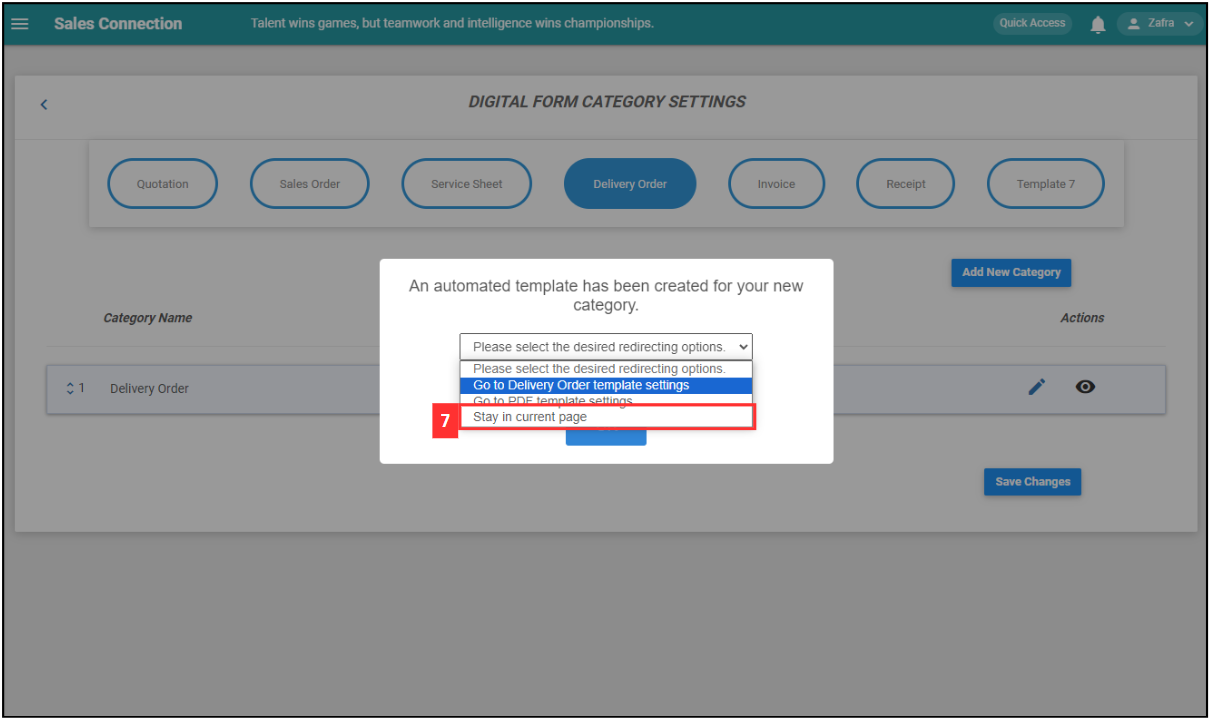 Sales Connection
Talent wins games, but teamwork and intelligence wins championships.
Quick Access
Zafra
DIGITAL FORM CATEGORY SETTINGS
Quotation
Sales Order
Service Sheet
Delivery Order
Invoice
Receipt
Template 7
Add New Category
An automated template has been created for your new
category.
Category Name
Actions
Please select the desired redirecting options.
Please select the desired redirecting options.
Go to Delivery Order template settings
Go to PDF template settings
Stay in current page
7
1
Delivery Order
Save Changes